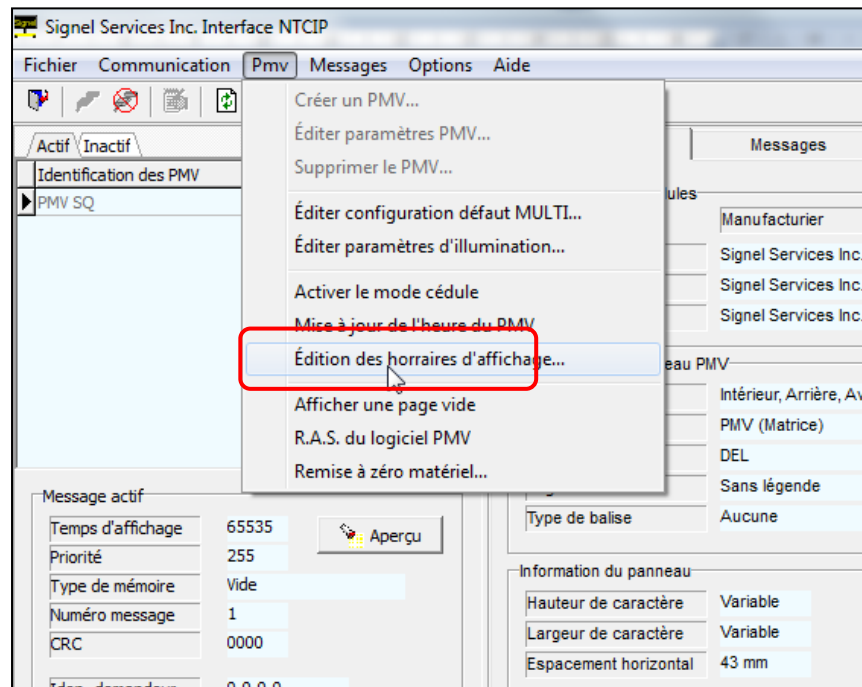 Signel Services Inc. Interface NTCIP
Fichier Communication Pmv Messages Options Aide
Créer un PMV...
Éditer paramètres PMV...
Supprimer le PMV...
Éditer configuration défaut MULTI...
Éditer paramètres d'illumination...
Activer le mode cédule
Mise à jour de l'heure du PMV
Édition des horraires d'affichage...
Afficher une page vide
R.A.S. du logiciel PMV
Remise à zéro matériel...
Actif Inactif
Identification des PMV
PMV SQ
Messages
ules
Manufacturier
Signel Services Inc.
Signel Services Inc.
Signel Services Inc.
eau PMV
Intérieur, Arrière, Av
PMV (Matrice)
DEL
Sans légende
Type de balise Aucune
Message actif
Temps d'affichage 65535
Aperçu
Priorité 255
Type de mémoire Vide
Numéro message 1
CRC 0000
Information du panneau
Hauteur de caractère Variable
Largeur de caractère Variable
Espacement horizontal 43 mm